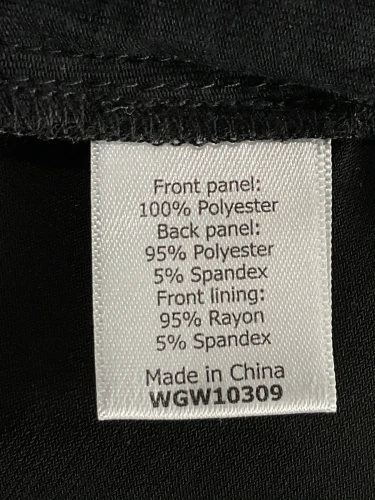 Front panel:
100% Polyester
Back panel:
95% Polyester
5% Spandex
Front lining:
95% Rayon
5% Spandex
Made in China
WGW10309